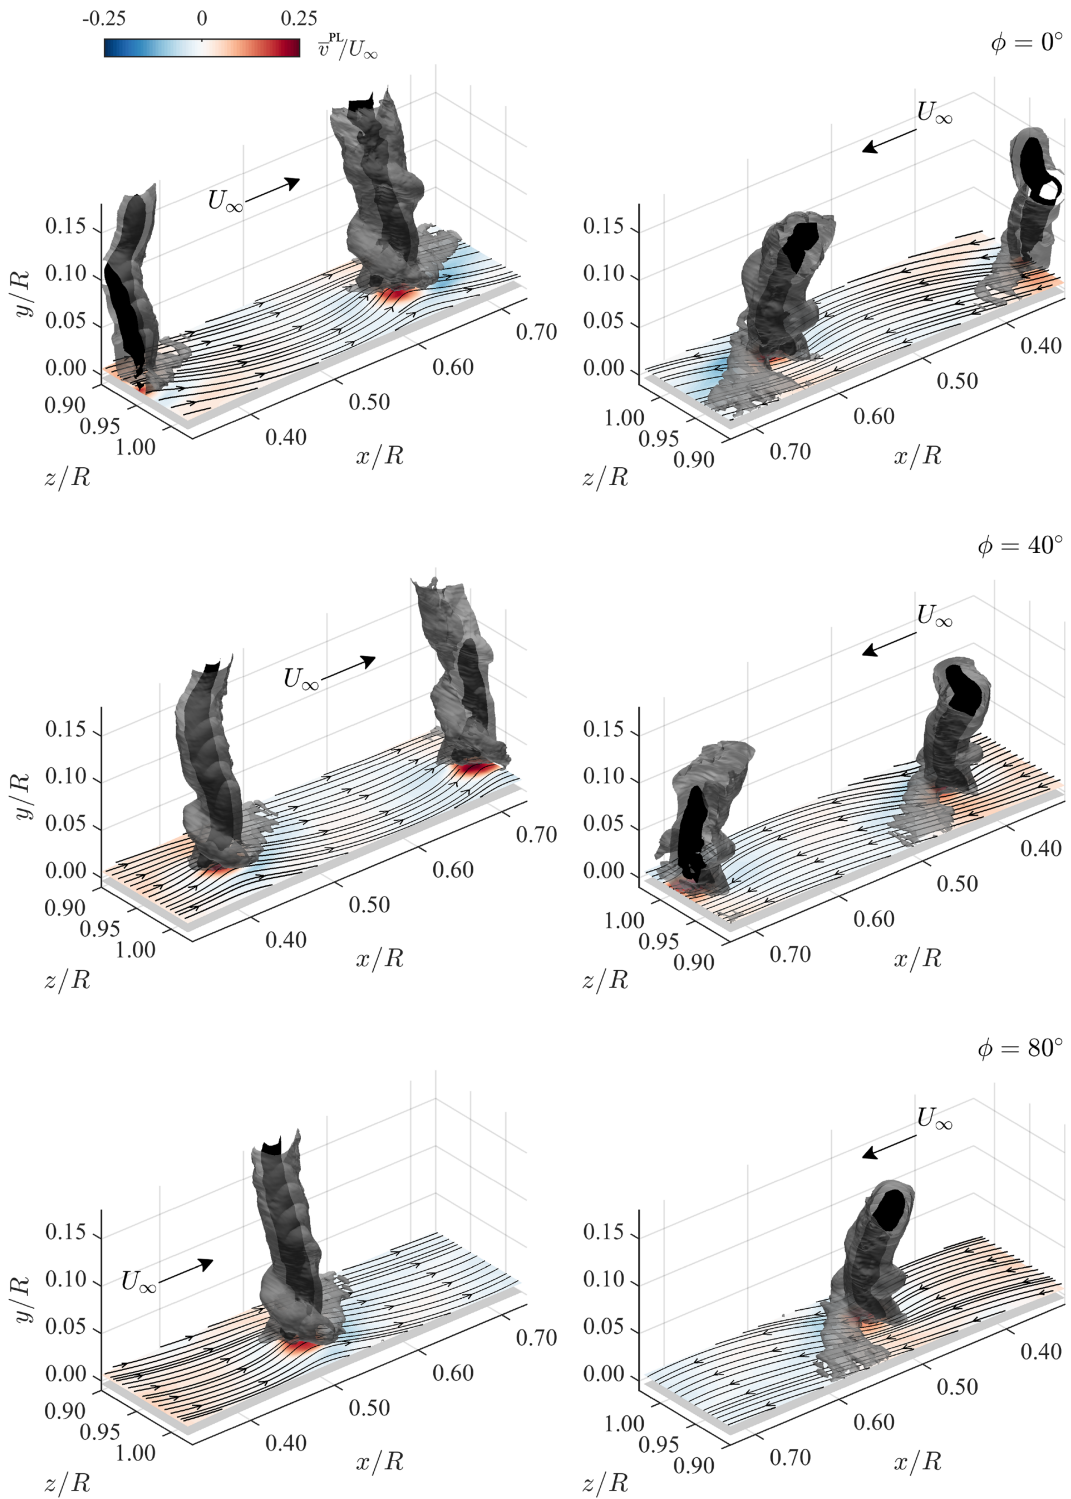 -0.25 0 0.25
v̅ᴾᴸ/U∞
ϕ = 0°
U∞
0.15
0.10
0.05
0.00
y/R
0.90
0.95
1.00
z/R
0.40
0.50
0.60
0.70
x/R
U∞
0.15
0.10
0.05
0.00
1.00
0.95
0.90
z/R
0.70
0.60
0.50
0.40
x/R
ϕ = 40°
U∞
0.15
0.10
0.05
0.00
y/R
0.90
0.95
1.00
z/R
0.40
0.50
0.60
0.70
x/R
U∞
0.15
0.10
0.05
0.00
1.00
0.95
0.90
z/R
0.70
0.60
0.50
0.40
x/R
ϕ = 80°
U∞
0.15
0.10
0.05
0.00
y/R
0.90
0.95
1.00
z/R
0.40
0.50
0.60
0.70
x/R
U∞
0.15
0.10
0.05
0.00
1.00
0.95
0.90
z/R
0.70
0.60
0.50
0.40
x/R